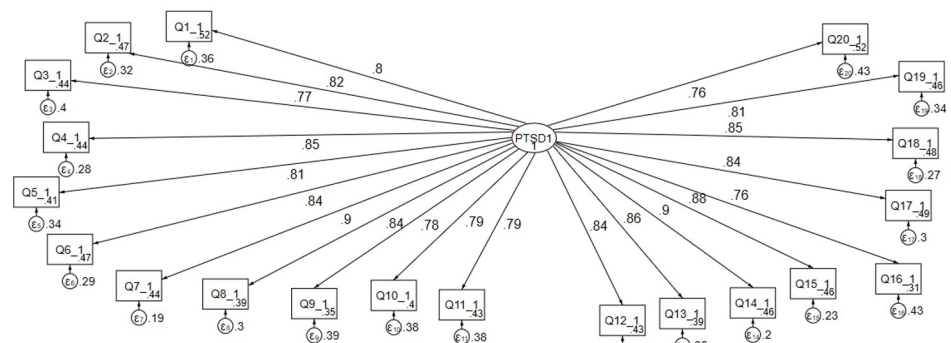 Q1_1
.52
ε1 .36
Q2_1
.47
ε2 .32
Q3_1
.44
ε3 .4
Q4_1
.44
ε4 .28
Q5_1
.41
ε5 .34
Q6_1
.47
ε6 .29
Q7_1
.44
ε7 .19
Q8_1
.39
ε8 .3
Q9_1
.35
ε9 .39
Q10_1
.4
ε10 .38
Q11_1
.43
ε11 .38
Q12_1
.43
Q13_1
.39
Q14_1
.46
ε14 .2
Q15_1
.46
ε15 .23
Q16_1
.31
ε16 .43
Q17_1
.49
ε17 .3
Q18_1
.48
ε18 .27
Q19_1
.46
ε19 .34
Q20_1
.52
ε20 .43
PTSD1
1
.8
.82
.77
.85
.81
.84
.9
.84
.78
.79
.79
.84
.86
.9
.88
.76
.84
.85
.81
.76